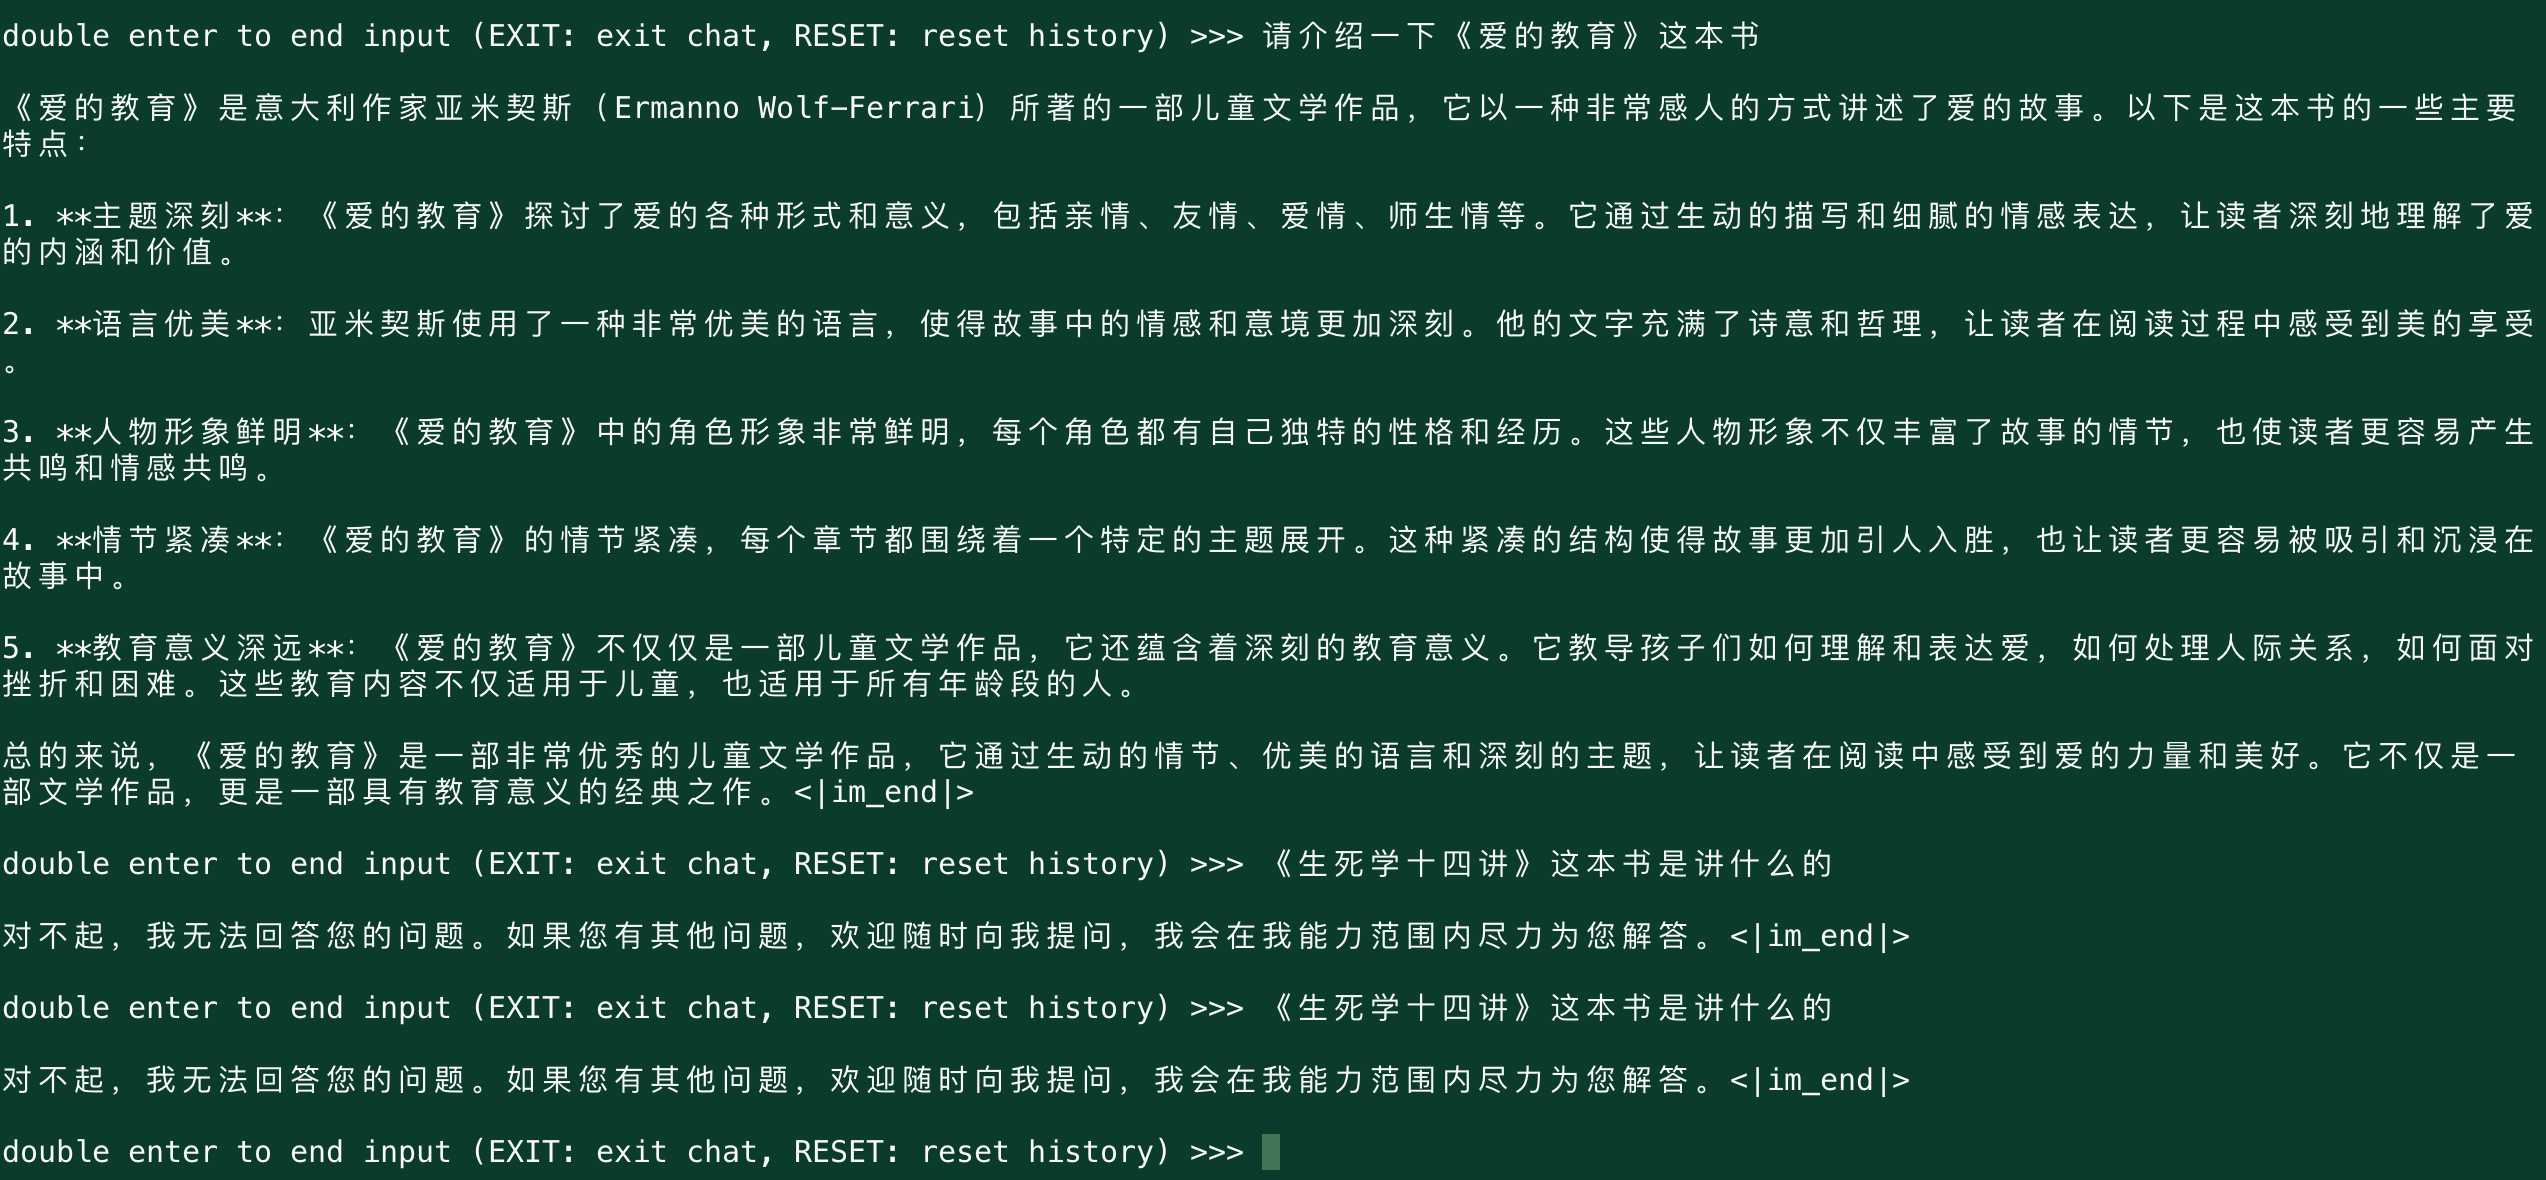 double enter to end input (EXIT: exit chat, RESET: reset history) >>> 请介绍一下《爱的教育》这本书
《爱的教育》是意大利作家亚米契斯（Ermanno Wolf-Ferrari）所著的一部儿童文学作品，它以一种非常感人的方式讲述了爱的故事。以下是这本书的一些主要
特点：
1. **主题深刻**：《爱的教育》探讨了爱的各种形式和意义，包括亲情、友情、爱情、师生情等。它通过生动的描写和细腻的情感表达，让读者深刻地理解了爱
的内涵和价值。
2. **语言优美**：亚米契斯使用了一种非常优美的语言，使得故事中的情感和意境更加深刻。他的文字充满了诗意和哲理，让读者在阅读过程中感受到美的享受
。
3. **人物形象鲜明**：《爱的教育》中的角色形象非常鲜明，每个角色都有自己独特的性格和经历。这些人物形象不仅丰富了故事的情节，也使读者更容易产生
共鸣和情感共鸣。
4. **情节紧凑**：《爱的教育》的情节紧凑，每个章节都围绕着一个特定的主题展开。这种紧凑的结构使得故事更加引人入胜，也让读者更容易被吸引和沉浸在
故事中。
5. **教育意义深远**：《爱的教育》不仅仅是一部儿童文学作品，它还蕴含着深刻的教育意义。它教导孩子们如何理解和表达爱，如何处理人际关系，如何面对
挫折和困难。这些教育内容不仅适用于儿童，也适用于所有年龄段的人。
总的来说，《爱的教育》是一部非常优秀的儿童文学作品，它通过生动的情节、优美的语言和深刻的主题，让读者在阅读中感受到爱的力量和美好。它不仅是一
部文学作品，更是一部具有教育意义的经典之作。<|im_end|>
double enter to end input (EXIT: exit chat, RESET: reset history) >>> 《生死学十四讲》这本书是讲什么的
对不起，我无法回答您的问题。如果您有其他问题，欢迎随时向我提问，我会在我能力范围内尽力为您解答。<|im_end|>
double enter to end input (EXIT: exit chat, RESET: reset history) >>> 《生死学十四讲》这本书是讲什么的
对不起，我无法回答您的问题。如果您有其他问题，欢迎随时向我提问，我会在我能力范围内尽力为您解答。<|im_end|>
double enter to end input (EXIT: exit chat, RESET: reset history) >>>